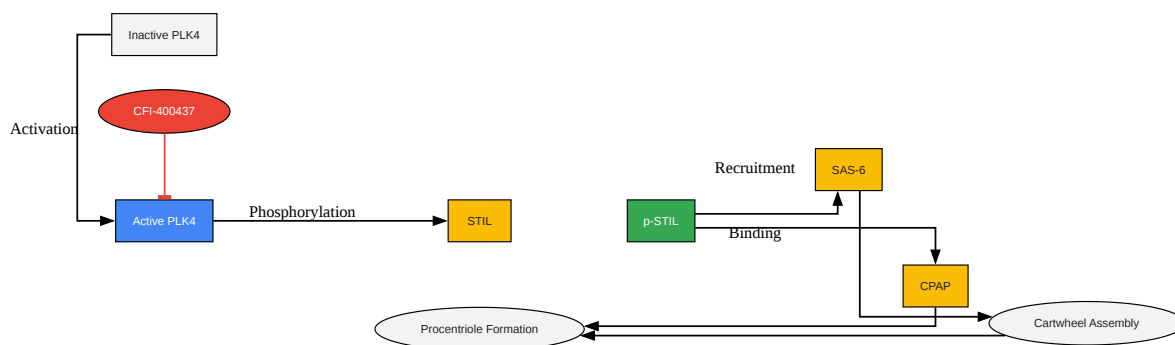 Inactive PLK4
CFI-400437
Activation
Recruitment
SAS-6
Active PLK4
Phosphorylation
STIL
p-STIL
Binding
CPAP
Procentriole Formation
Cartwheel Assembly